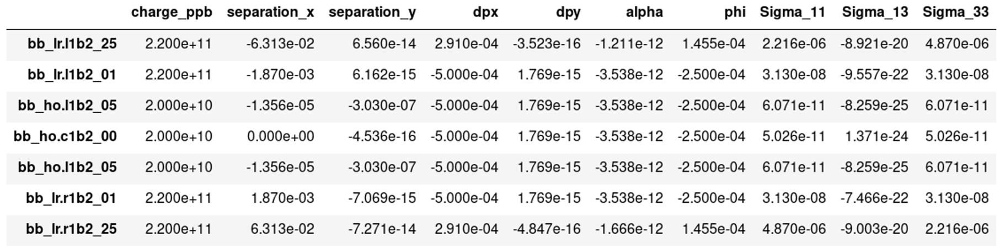 charge_ppb separation_x separation_y dpx dpy alpha phi Sigma_11 Sigma_13 Sigma_33
bb_lr.l1b2_25 2.200e+11 -6.313e-02 6.560e-14 2.910e-04 -3.523e-16 -1.211e-12 1.455e-04 2.216e-06 -8.921e-20 4.870e-06
bb_lr.l1b2_01 2.200e+11 -1.870e-03 6.162e-15 -5.000e-04 1.769e-15 -3.538e-12 -2.500e-04 3.130e-08 -9.557e-22 3.130e-08
bb_ho.l1b2_05 2.000e+10 -1.356e-05 -3.030e-07 -5.000e-04 1.769e-15 -3.538e-12 -2.500e-04 6.071e-11 -8.259e-25 6.071e-11
bb_ho.c1b2_00 2.000e+10 0.000e+00 -4.536e-16 -5.000e-04 1.769e-15 -3.538e-12 -2.500e-04 5.026e-11 1.371e-24 5.026e-11
bb_ho.l1b2_05 2.000e+10 -1.356e-05 -3.030e-07 -5.000e-04 1.769e-15 -3.538e-12 -2.500e-04 6.071e-11 -8.259e-25 6.071e-11
bb_lr.r1b2_01 2.200e+11 1.870e-03 -7.069e-15 -5.000e-04 1.769e-15 -3.538e-12 -2.500e-04 3.130e-08 -7.466e-22 3.130e-08
bb_lr.r1b2_25 2.200e+11 6.313e-02 -7.271e-14 2.910e-04 -4.847e-16 -1.666e-12 1.455e-04 4.870e-06 -9.003e-20 2.216e-06